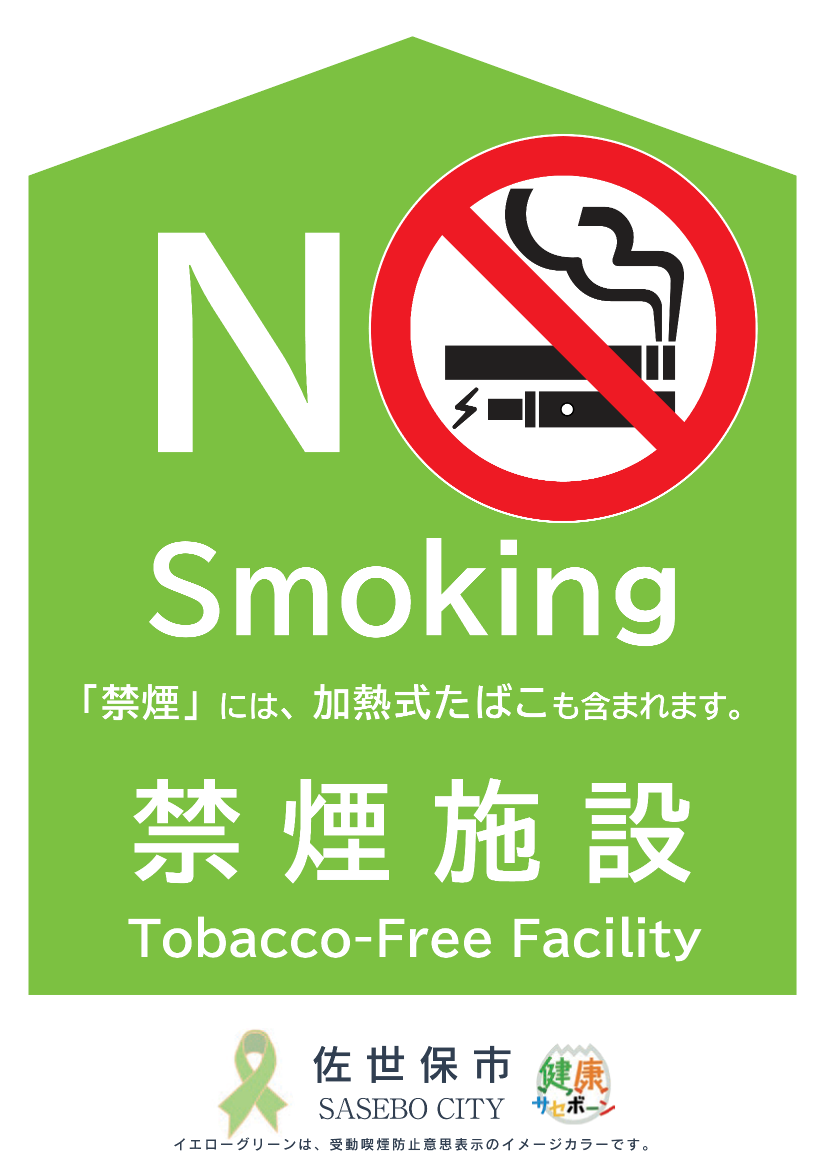 N
Smoking
「禁煙」には、加熱式たばこも含まれます。
禁煙施設
Tobacco-Free Facility
佐世保市
SASEBO CITY
健康
サセボーン
イエローグリーンは、受動喫煙防止意思表示のイメージカラーです。